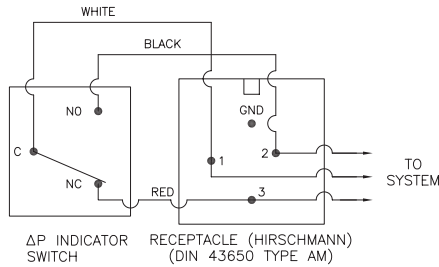 WHITE
BLACK
NO
GND
C
1
2
NC
RED
3
TO
SYSTEM
ΔP INDICATOR
SWITCH
RECEPTACLE (HIRSCHMANN)
(DIN 43650 TYPE AM)